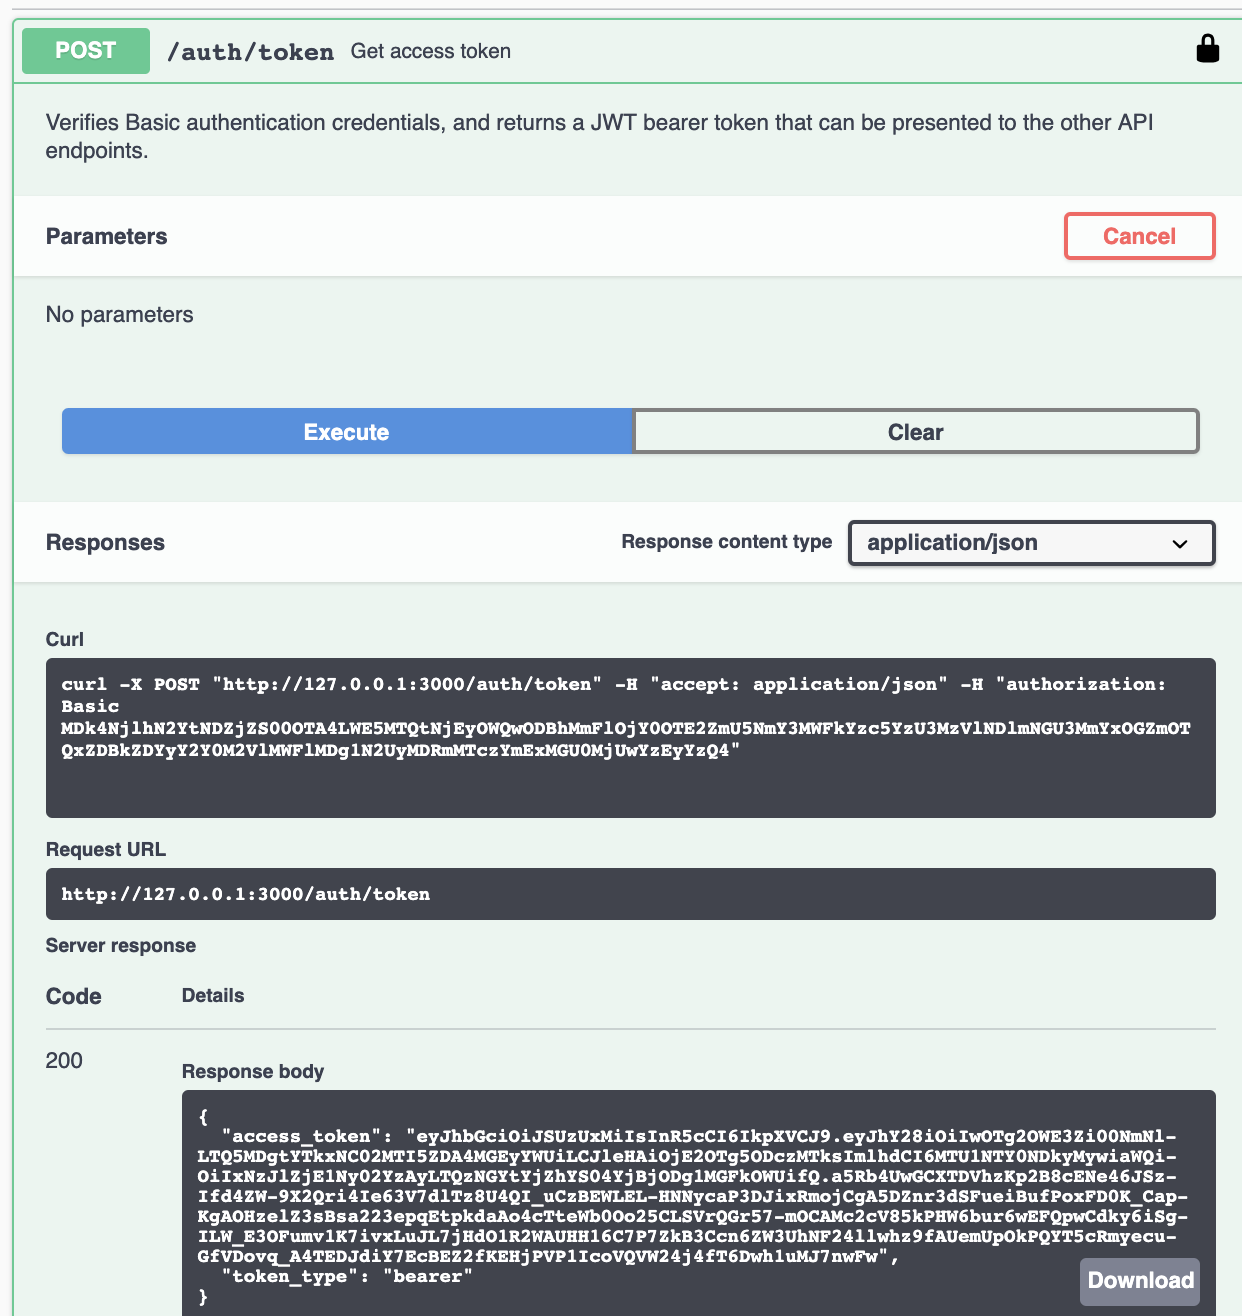 POST /auth/token Get access token
Verifies Basic authentication credentials, and returns a JWT bearer token that can be presented to the other API
endpoints.
Parameters
Cancel
No parameters
Execute
Clear
Responses
Response content type
application/json
Curl
curl -X POST "http://127.0.0.1:3000/auth/token" -H "accept: application/json" -H "authorization:
Basic
MDk4NjlhN2YtNDZjZS00OTA4LWE5MTQtNjEyOWQwODBhMmFlOjY0OTE2ZmU5NmY3MWFkYzc5YzU3MzVlNDlmNGU3MmYxOGZmOT
QxZDBkZDYyY2Y0M2VlMWFlMDg1N2UyMDRmMTczYmExMGU0MjUwYzEyYzQ4"
Request URL
http://127.0.0.1:3000/auth/token
Server response
Code
Details
200
Response body
{
"access_token": "eyJhbGciOiJSUzUxMiIsInR5cCI6IkpXVCJ9.eyJhY28iOiIwOTg2OWE3Zi00NmNl-
LTQ5MDgtYTkxNC02MTI5ZDA4MGEyYWUiLCJleHAiOjE2OTg5ODczMTksImlhdCI6MTU1NTY0NDkyMywiaWQi-
OiIxNzJlZjE1NyO2YzAyLTQzNGYtYjZhYS04YjBjODg1MGFkOWUifQ.a5Rb4UwGCXTDVhzKp2B8cENe46JSz-
Ifd4ZW-9X2Qri4Ie63V7dlTz8U4QI_uCzBEWLEL-HNNycaP3DJixRmojCgA5DZnr3dSFueiBufPoxFD0K_Cap-
KgAOHzelZ3sBsa223epqEtpkdaAo4cTteWb0Oo25CLSVrQGr57-mOCAMc2cV85kPHW6bur6wEFQpwCdky6iSg-
ILW_E3OFumv1K7ivxLuJL7jHdO1R2WAUHH16C7P7ZkB3Ccn6ZW3UhNF24llwhz9fAUemUpOkPQYT5cRmyecu-
GfVDovq_A4TEDJdiY7EcBEZ2fKEHjPVP1IcoVQVW24j4fT6Dwh1uMJ7nwFw",
"token_type": "bearer"
}
Download